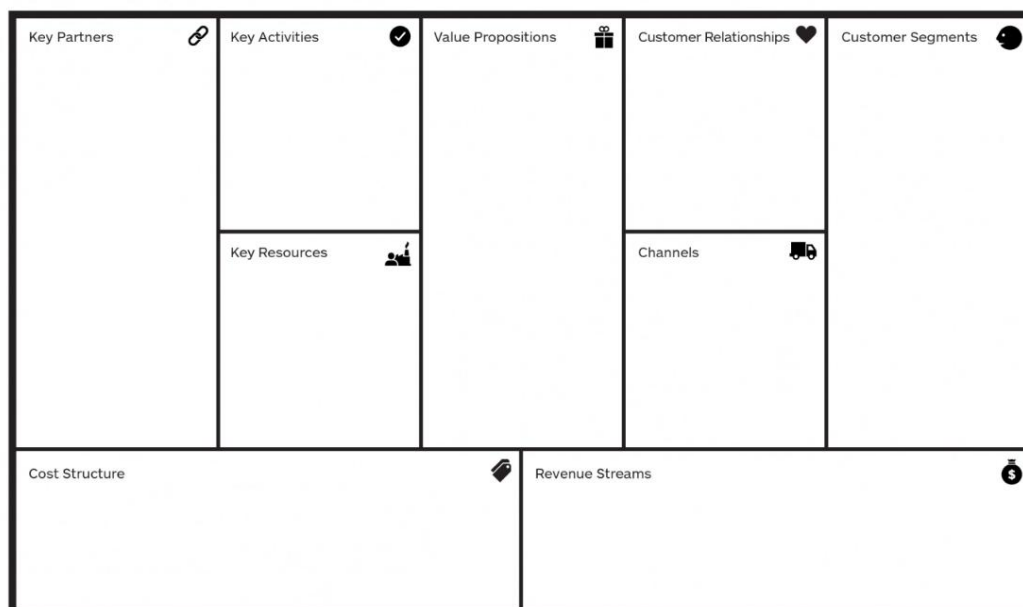 Key Partners
Key Activities
Value Propositions
Customer Relationships
Customer Segments
Key Resources
Channels
Cost Structure
Revenue Streams
$